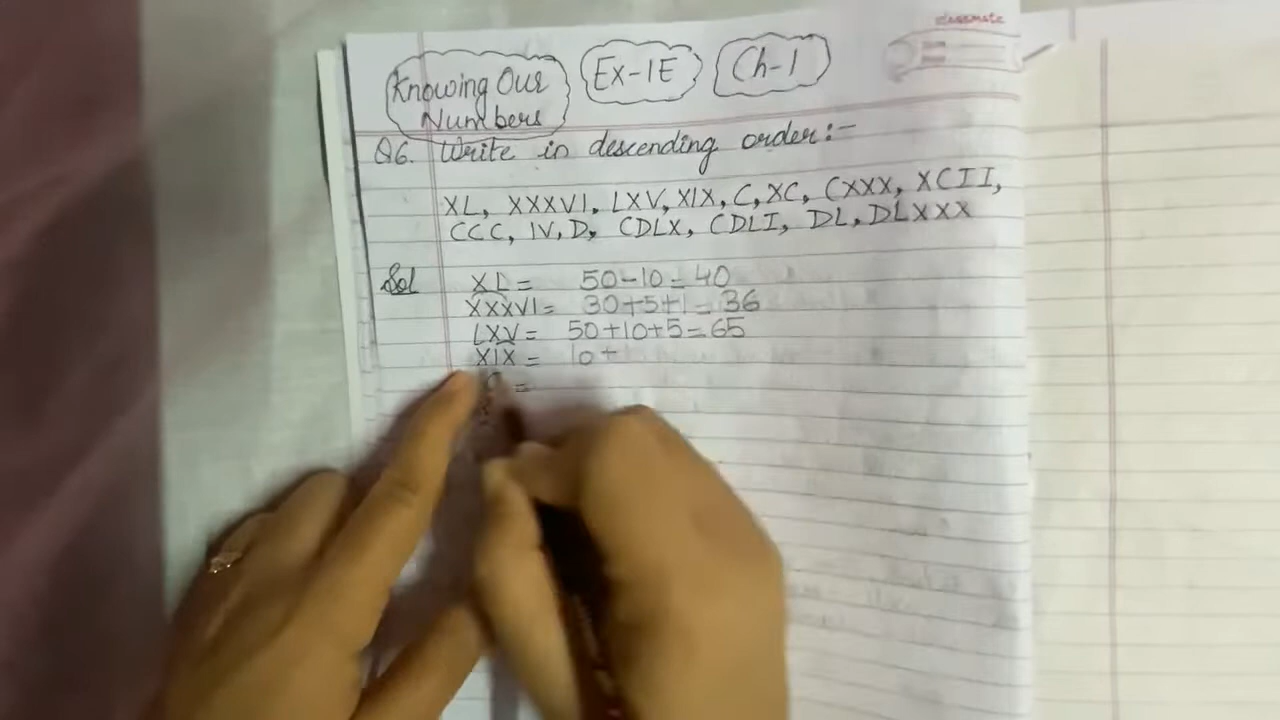 classmate
Knowing Our Numbers
Ex-1E
Ch-1
Q6. Write in descending order:-
XL, XXXVI, LXV, XIX, C, XC, CXXX, XCII,
CCC, IV, D, CDLX, CDLI, DL, DLXXX
Sol
XL = 50-10=40
XXXVI= 30+5+1=36
LXV = 50+10+5=65
XIX = 10+
C =